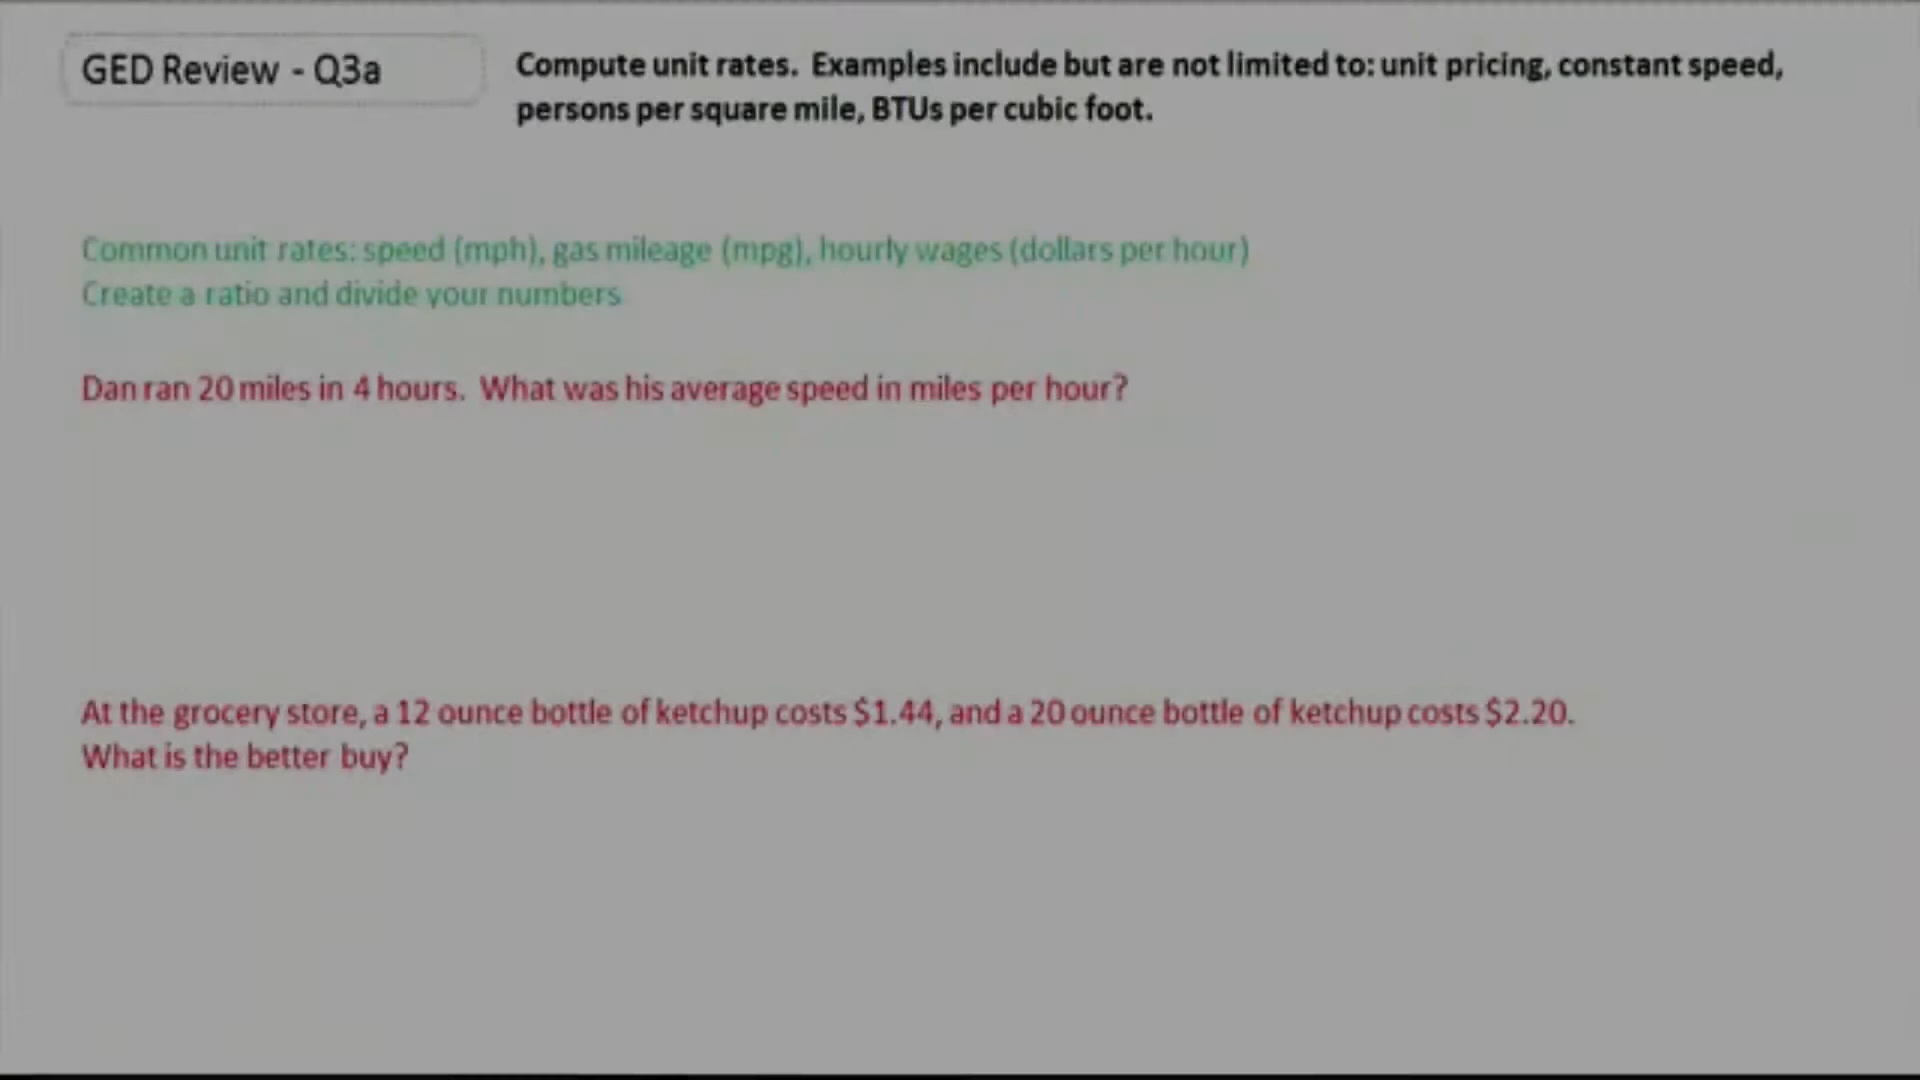 GED Review - Q3a
Compute unit rates. Examples include but are not limited to: unit pricing, constant speed,
persons per square mile, BTUs per cubic foot.
Common unit rates: speed (mph), gas mileage (mpg), hourly wages (dollars per hour)
Create a ratio and divide your numbers
Dan ran 20 miles in 4 hours. What was his average speed in miles per hour?
At the grocery store, a 12 ounce bottle of ketchup costs $1.44, and a 20 ounce bottle of ketchup costs $2.20.
What is the better buy?